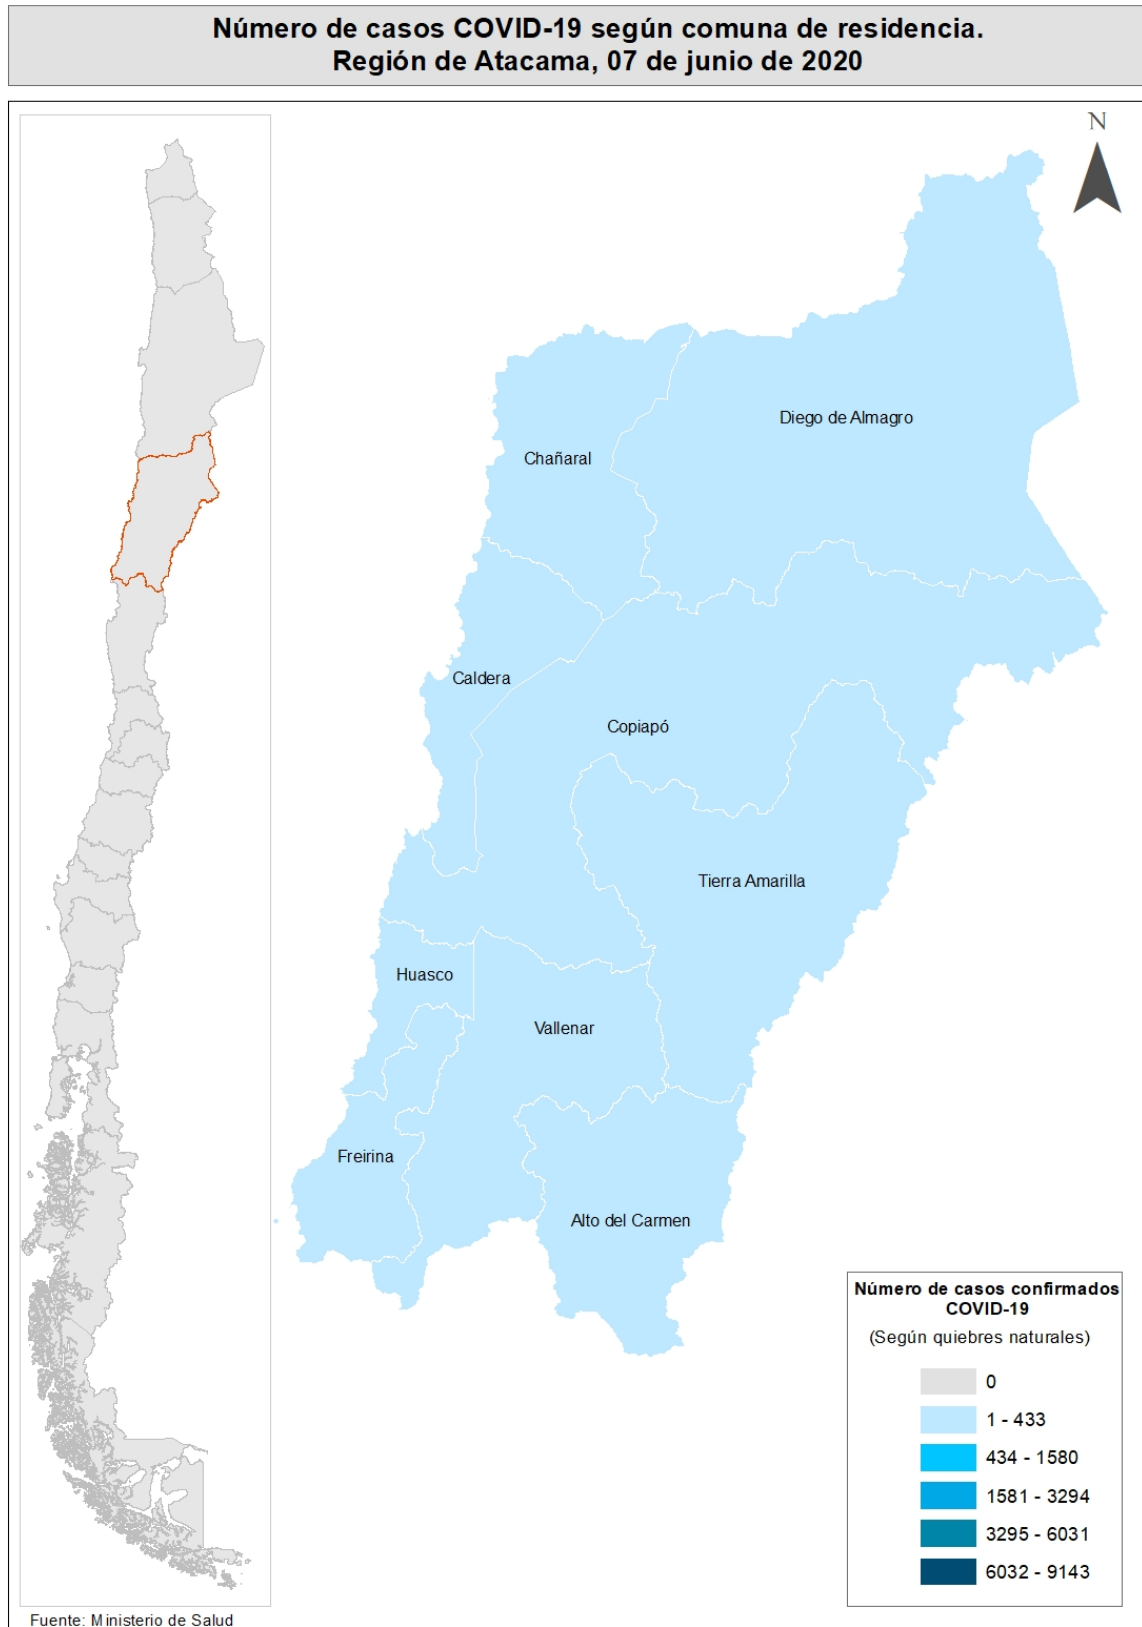 Número de casos COVID-19 según comuna de residencia.
Región de Atacama, 07 de junio de 2020
N
Diego de Almagro
Chañaral
Caldera
Copiapó
Tierra Amarilla
Huasco
Vallenar
Freirina
Alto del Carmen
Número de casos confirmados
COVID-19
(Según quiebres naturales)
0
1 - 433
434 - 1580
1581 - 3294
3295 - 6031
6032 - 9143
Fuente: Ministerio de Salud